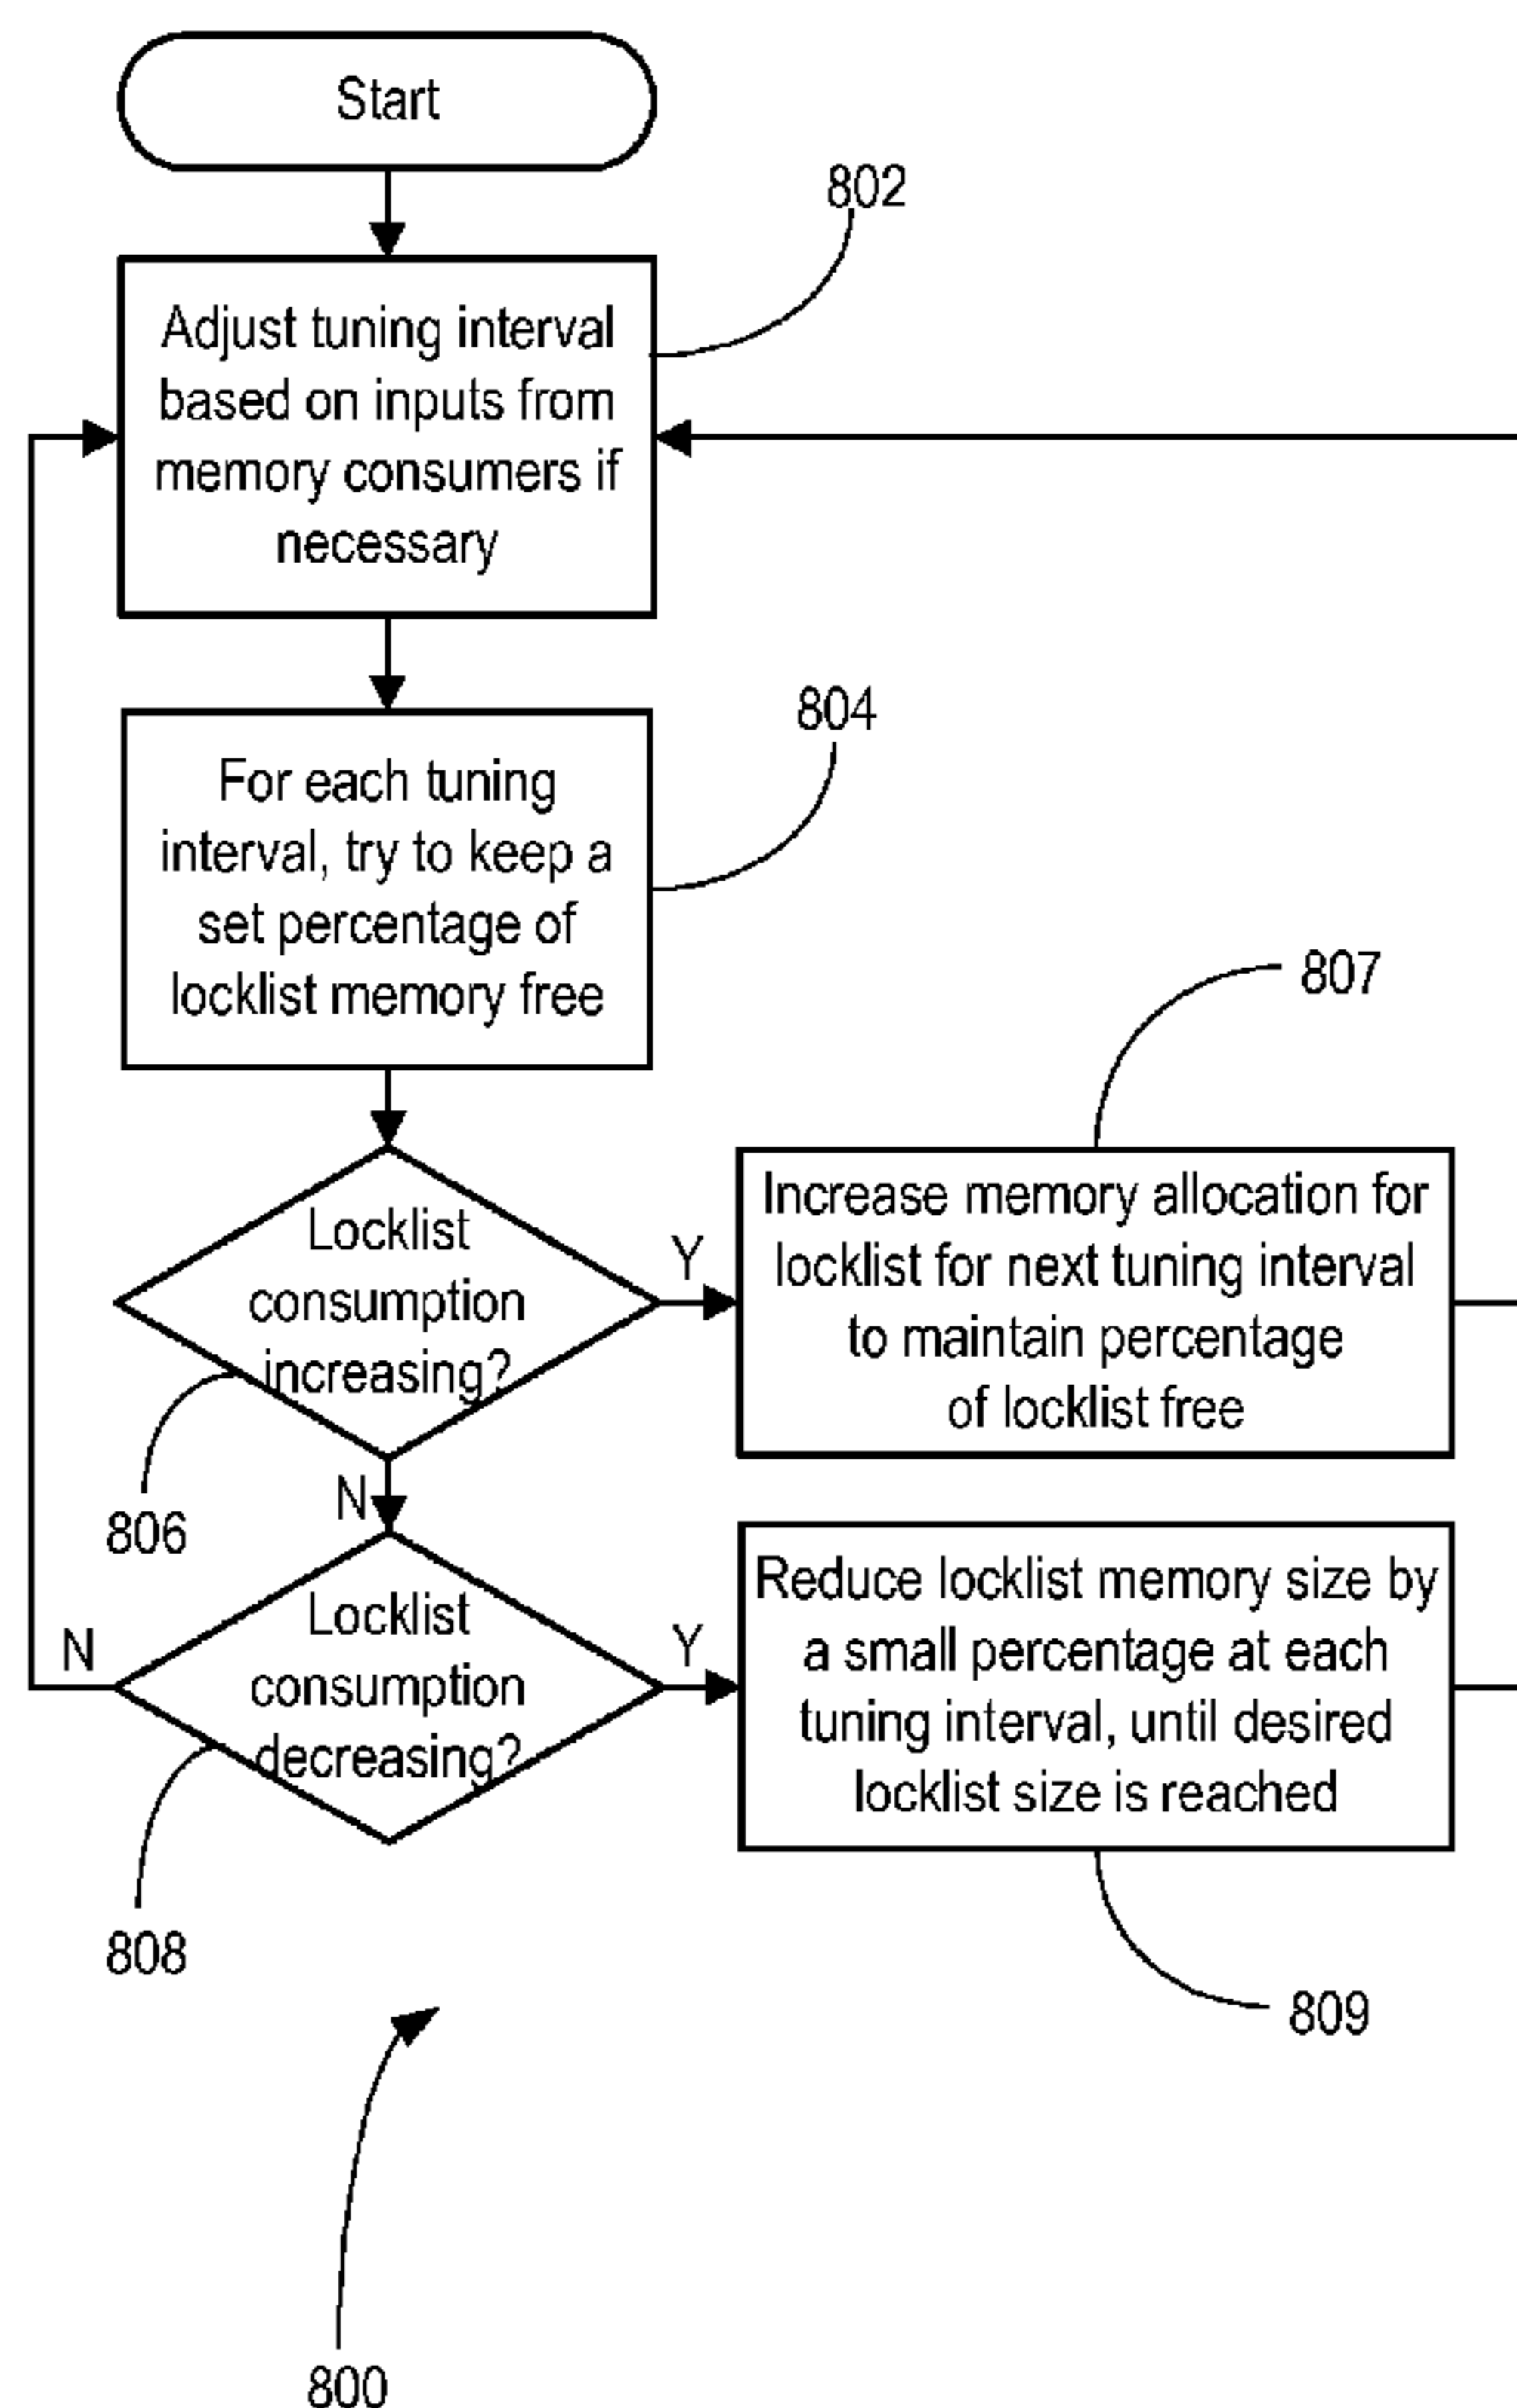 Start
802
Adjust tuning interval
based on inputs from
memory consumers if
necessary
804
For each tuning
interval, try to keep a
set percentage of
locklist memory free
807
Locklist
consumption
increasing?
Y
Increase memory allocation for
locklist for next tuning interval
to maintain percentage
of locklist free
806
N
Locklist
consumption
decreasing?
N
Y
Reduce locklist memory size by
a small percentage at each
tuning interval, until desired
locklist size is reached
808
809
800